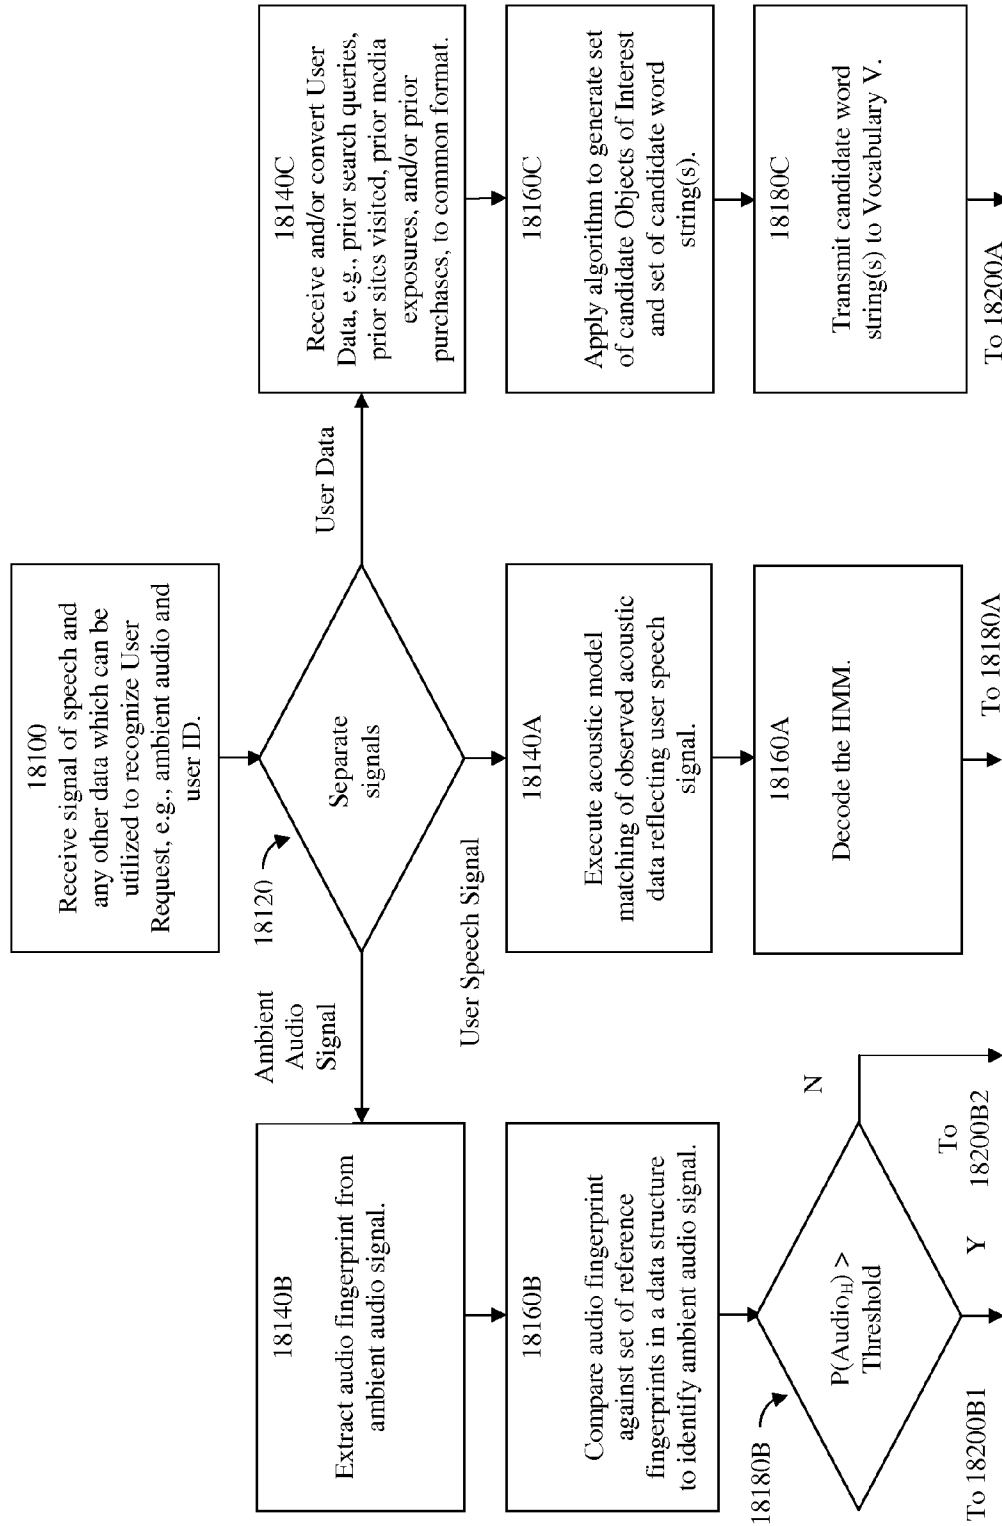 18100
Receive signal of speech and
any other data which can be
utilized to recognize User
Request, e.g., ambient audio and
user ID.
18120
Separate
signals
Ambient
Audio
Signal
User Speech Signal
User Data
18140B
Extract audio fingerprint from
ambient audio signal.
18160B
Compare audio fingerprint
against set of reference
fingerprints in a data structure
to identify ambient audio signal.
18180B
P(Audio_H) >
Threshold
N
Y
To
18200B2
To 18200B1
18140A
Execute acoustic model
matching of observed acoustic
data reflecting user speech
signal.
18160A
Decode the HMM.
To 18180A
18140C
Receive and/or convert User
Data, e.g., prior search queries,
prior sites visited, prior media
exposures, and/or prior
purchases, to common format.
18160C
Apply algorithm to generate set
of candidate Objects of Interest
and set of candidate word
string(s).
18180C
Transmit candidate word
string(s) to Vocabulary V.
To 18200A